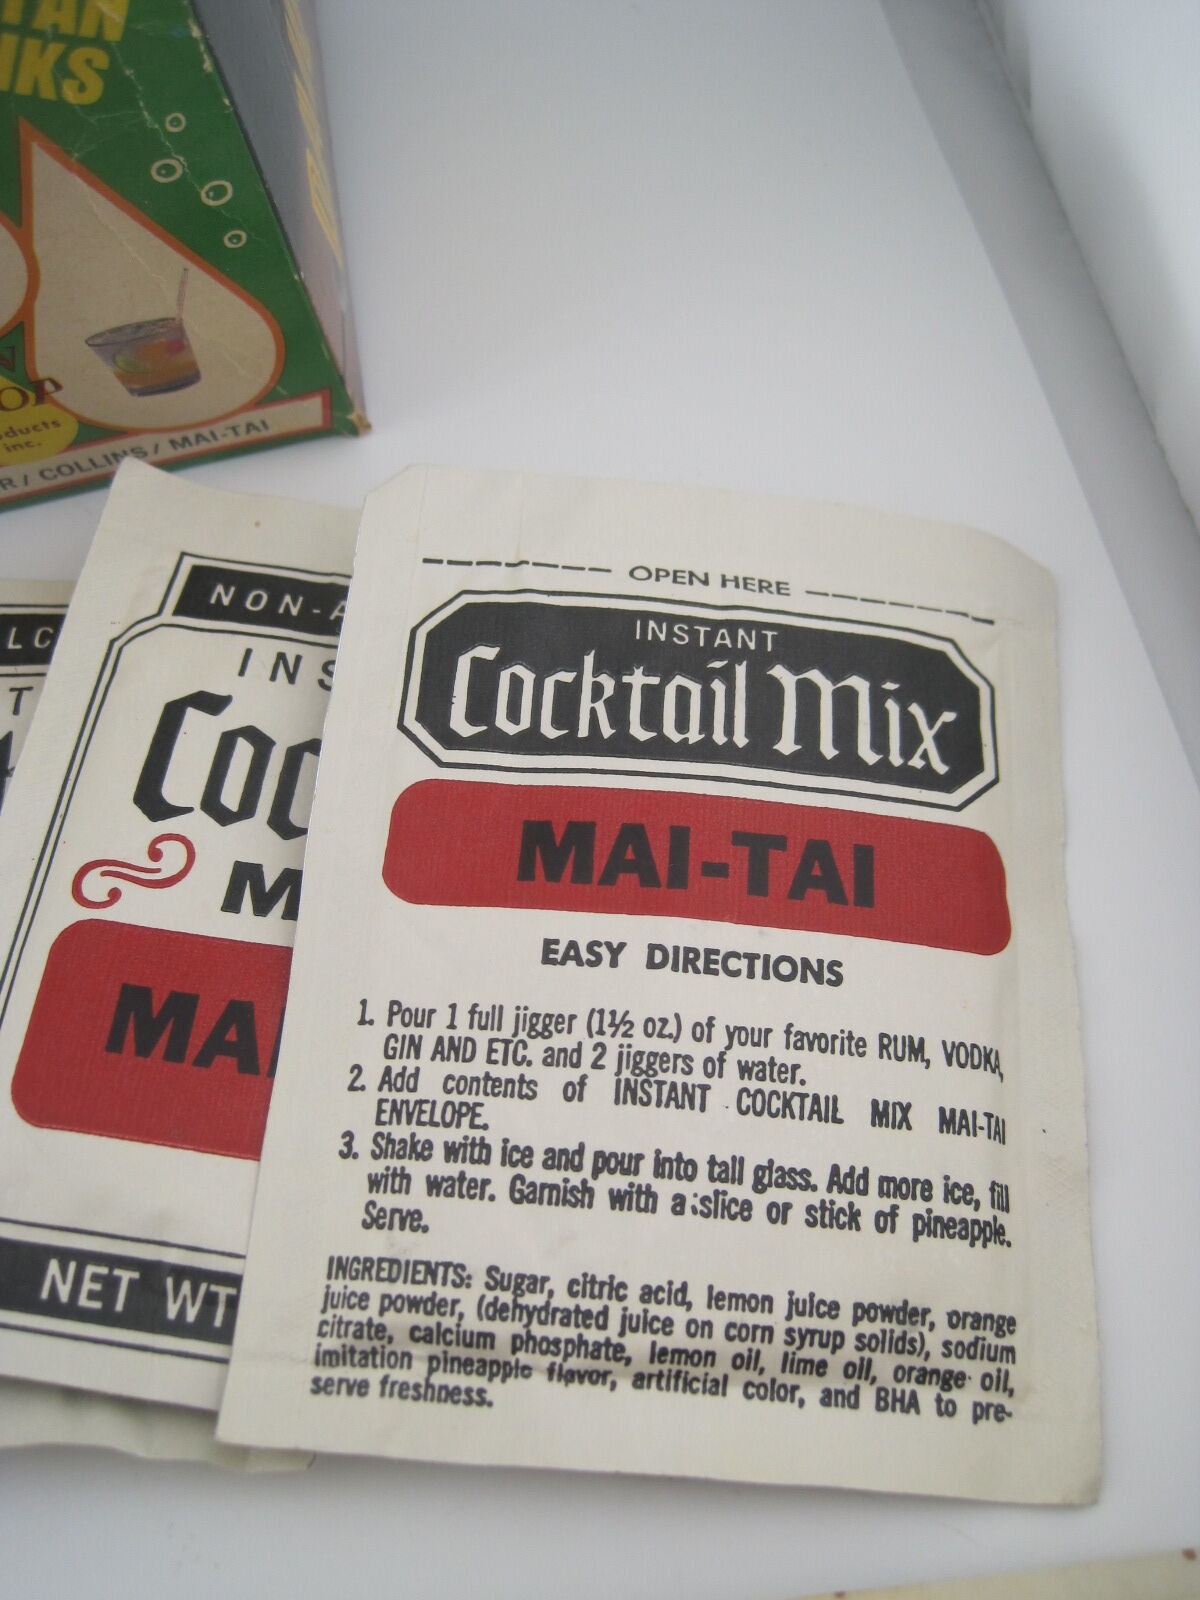 TAN
NKS
OP
ducts
inc.
R / COLLINS / MAI-TAI
LC
T
NON-A
INS
Coc
M
MAI
NET WT
OPEN HERE
INSTANT
Cocktail Mix
MAI-TAI
EASY DIRECTIONS
1. Pour 1 full jigger (1½ oz.) of your favorite RUM, VODKA,
GIN AND ETC. and 2 jiggers of water.
2. Add contents of INSTANT COCKTAIL MIX MAI-TAI
ENVELOPE.
3. Shake with ice and pour into tall glass. Add more ice, fill
with water. Garnish with a slice or stick of pineapple.
Serve.
INGREDIENTS: Sugar, citric acid, lemon juice powder, orange
juice powder, (dehydrated juice on corn syrup solids), sodium
citrate, calcium phosphate, lemon oil, lime oil, orange oil,
imitation pineapple flavor, artificial color, and BHA to pre-
serve freshness.